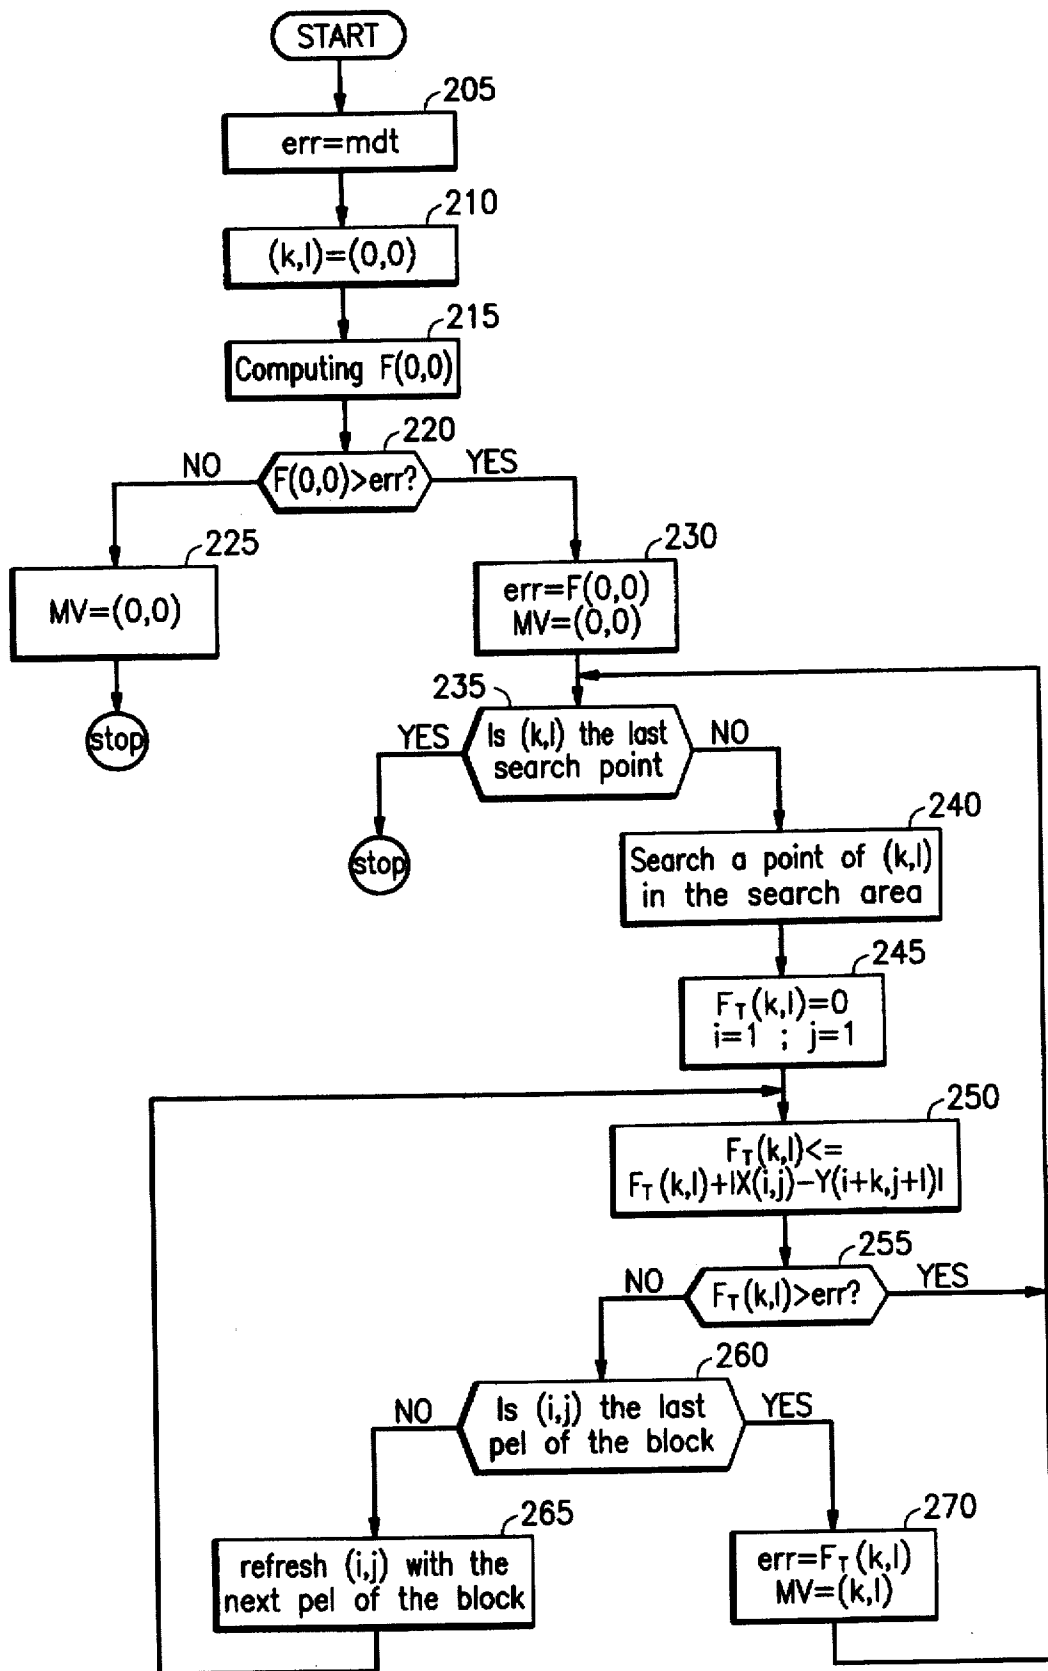 START
205
err=mdt
210
(k,l)=(0,0)
215
Computing F(0,0)
220
NO
F(0,0)>err?
YES
225
MV=(0,0)
230
err=F(0,0)
MV=(0,0)
stop
235
YES
Is (k,l) the last
search point
NO
stop
240
Search a point of (k,l)
in the search area
245
FT(k,l)=0
i=1 ; j=1
250
FT(k,l)<=
FT(k,l)+|X(i,j)-Y(i+k,j+l)|
255
NO
FT(k,l)>err?
YES
260
NO
Is (i,j) the last
pel of the block
YES
265
refresh (i,j) with the
next pel of the block
270
err=FT(k,l)
MV=(k,l)